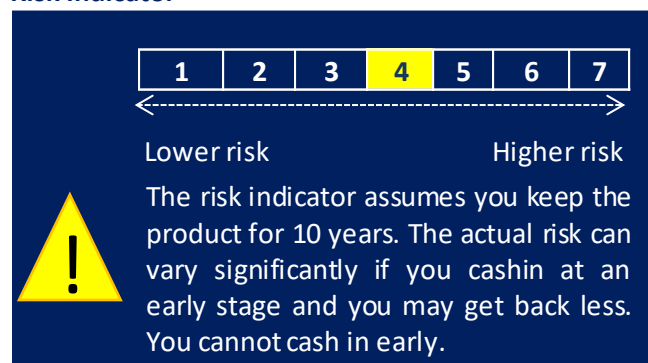 1 2 3 4 5 6 7
Lower risk Higher risk
The risk indicator assumes you keep the
product for 10 years. The actual risk can
vary significantly if you cashin at an
early stage and you may get back less.
You cannot cash in early.
!